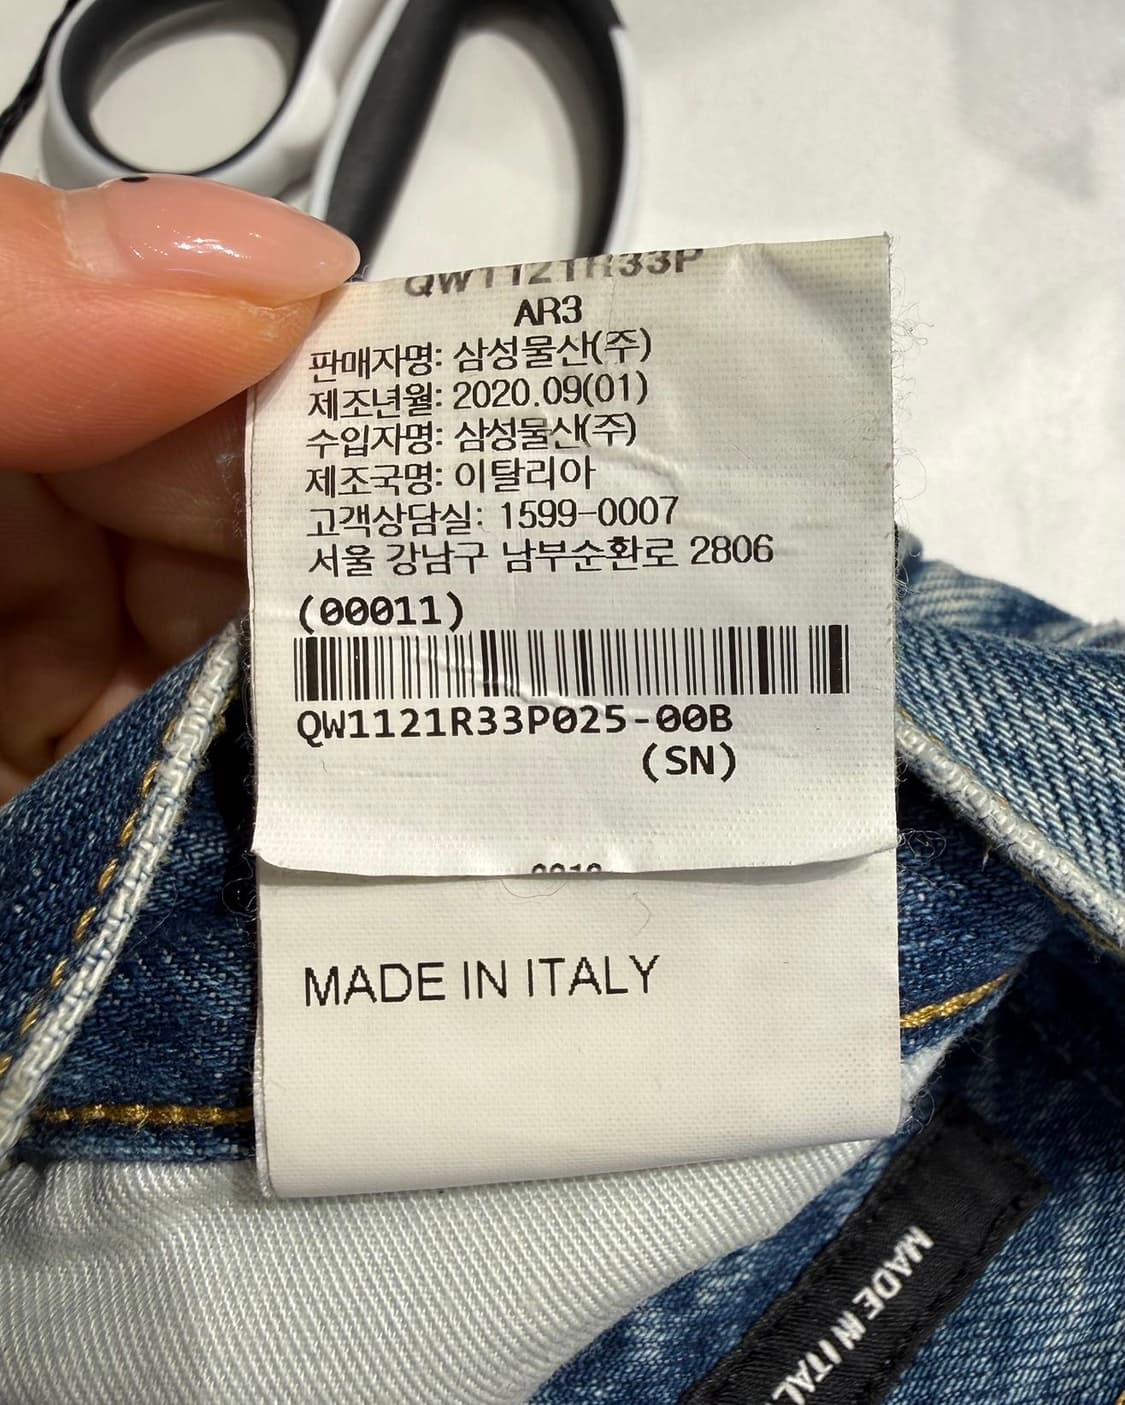 QW1121R33P
AR3
판매자명: 삼성물산(주)
제조년월: 2020.09(01)
수입자명: 삼성물산(주)
제조국명: 이탈리아
고객상담실: 1599-0007
서울 강남구 남부순환로 2806
(00011)
QW1121R33P025-00B
(SN)
MADE IN ITALY
MADE IN ITAL